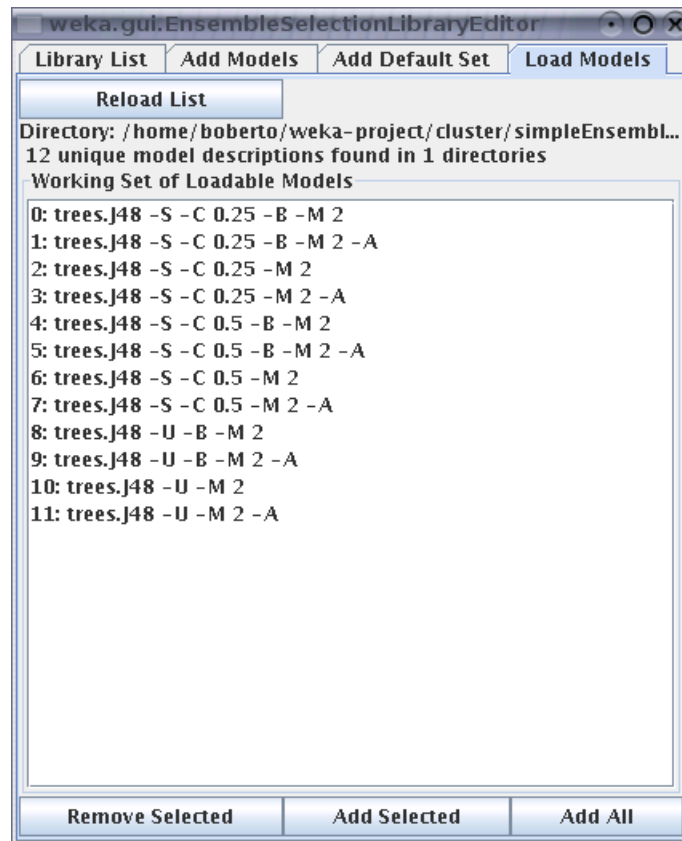 weka.gui.EnsembleSelectionLibraryEditor
Library List Add Models Add Default Set Load Models
Reload List
Directory: /home/boberto/weka-project/cluster/simpleEnsembl...
12 unique model descriptions found in 1 directories
Working Set of Loadable Models
0: trees.J48 -S -C 0.25 -B -M 2
1: trees.J48 -S -C 0.25 -B -M 2 -A
2: trees.J48 -S -C 0.25 -M 2
3: trees.J48 -S -C 0.25 -M 2 -A
4: trees.J48 -S -C 0.5 -B -M 2
5: trees.J48 -S -C 0.5 -B -M 2 -A
6: trees.J48 -S -C 0.5 -M 2
7: trees.J48 -S -C 0.5 -M 2 -A
8: trees.J48 -U -B -M 2
9: trees.J48 -U -B -M 2 -A
10: trees.J48 -U -M 2
11: trees.J48 -U -M 2 -A
Remove Selected Add Selected Add All